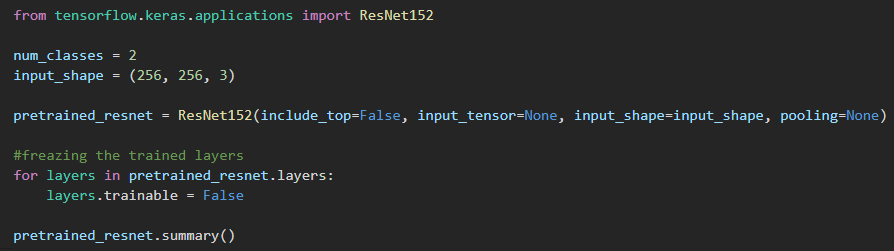 from tensorflow.keras.applications import ResNet152
num_classes = 2
input_shape = (256, 256, 3)
pretrained_resnet = ResNet152(include_top=False, input_tensor=None, input_shape=input_shape, pooling=None)
#freazing the trained layers
for layers in pretrained_resnet.layers:
    layers.trainable = False
pretrained_resnet.summary()